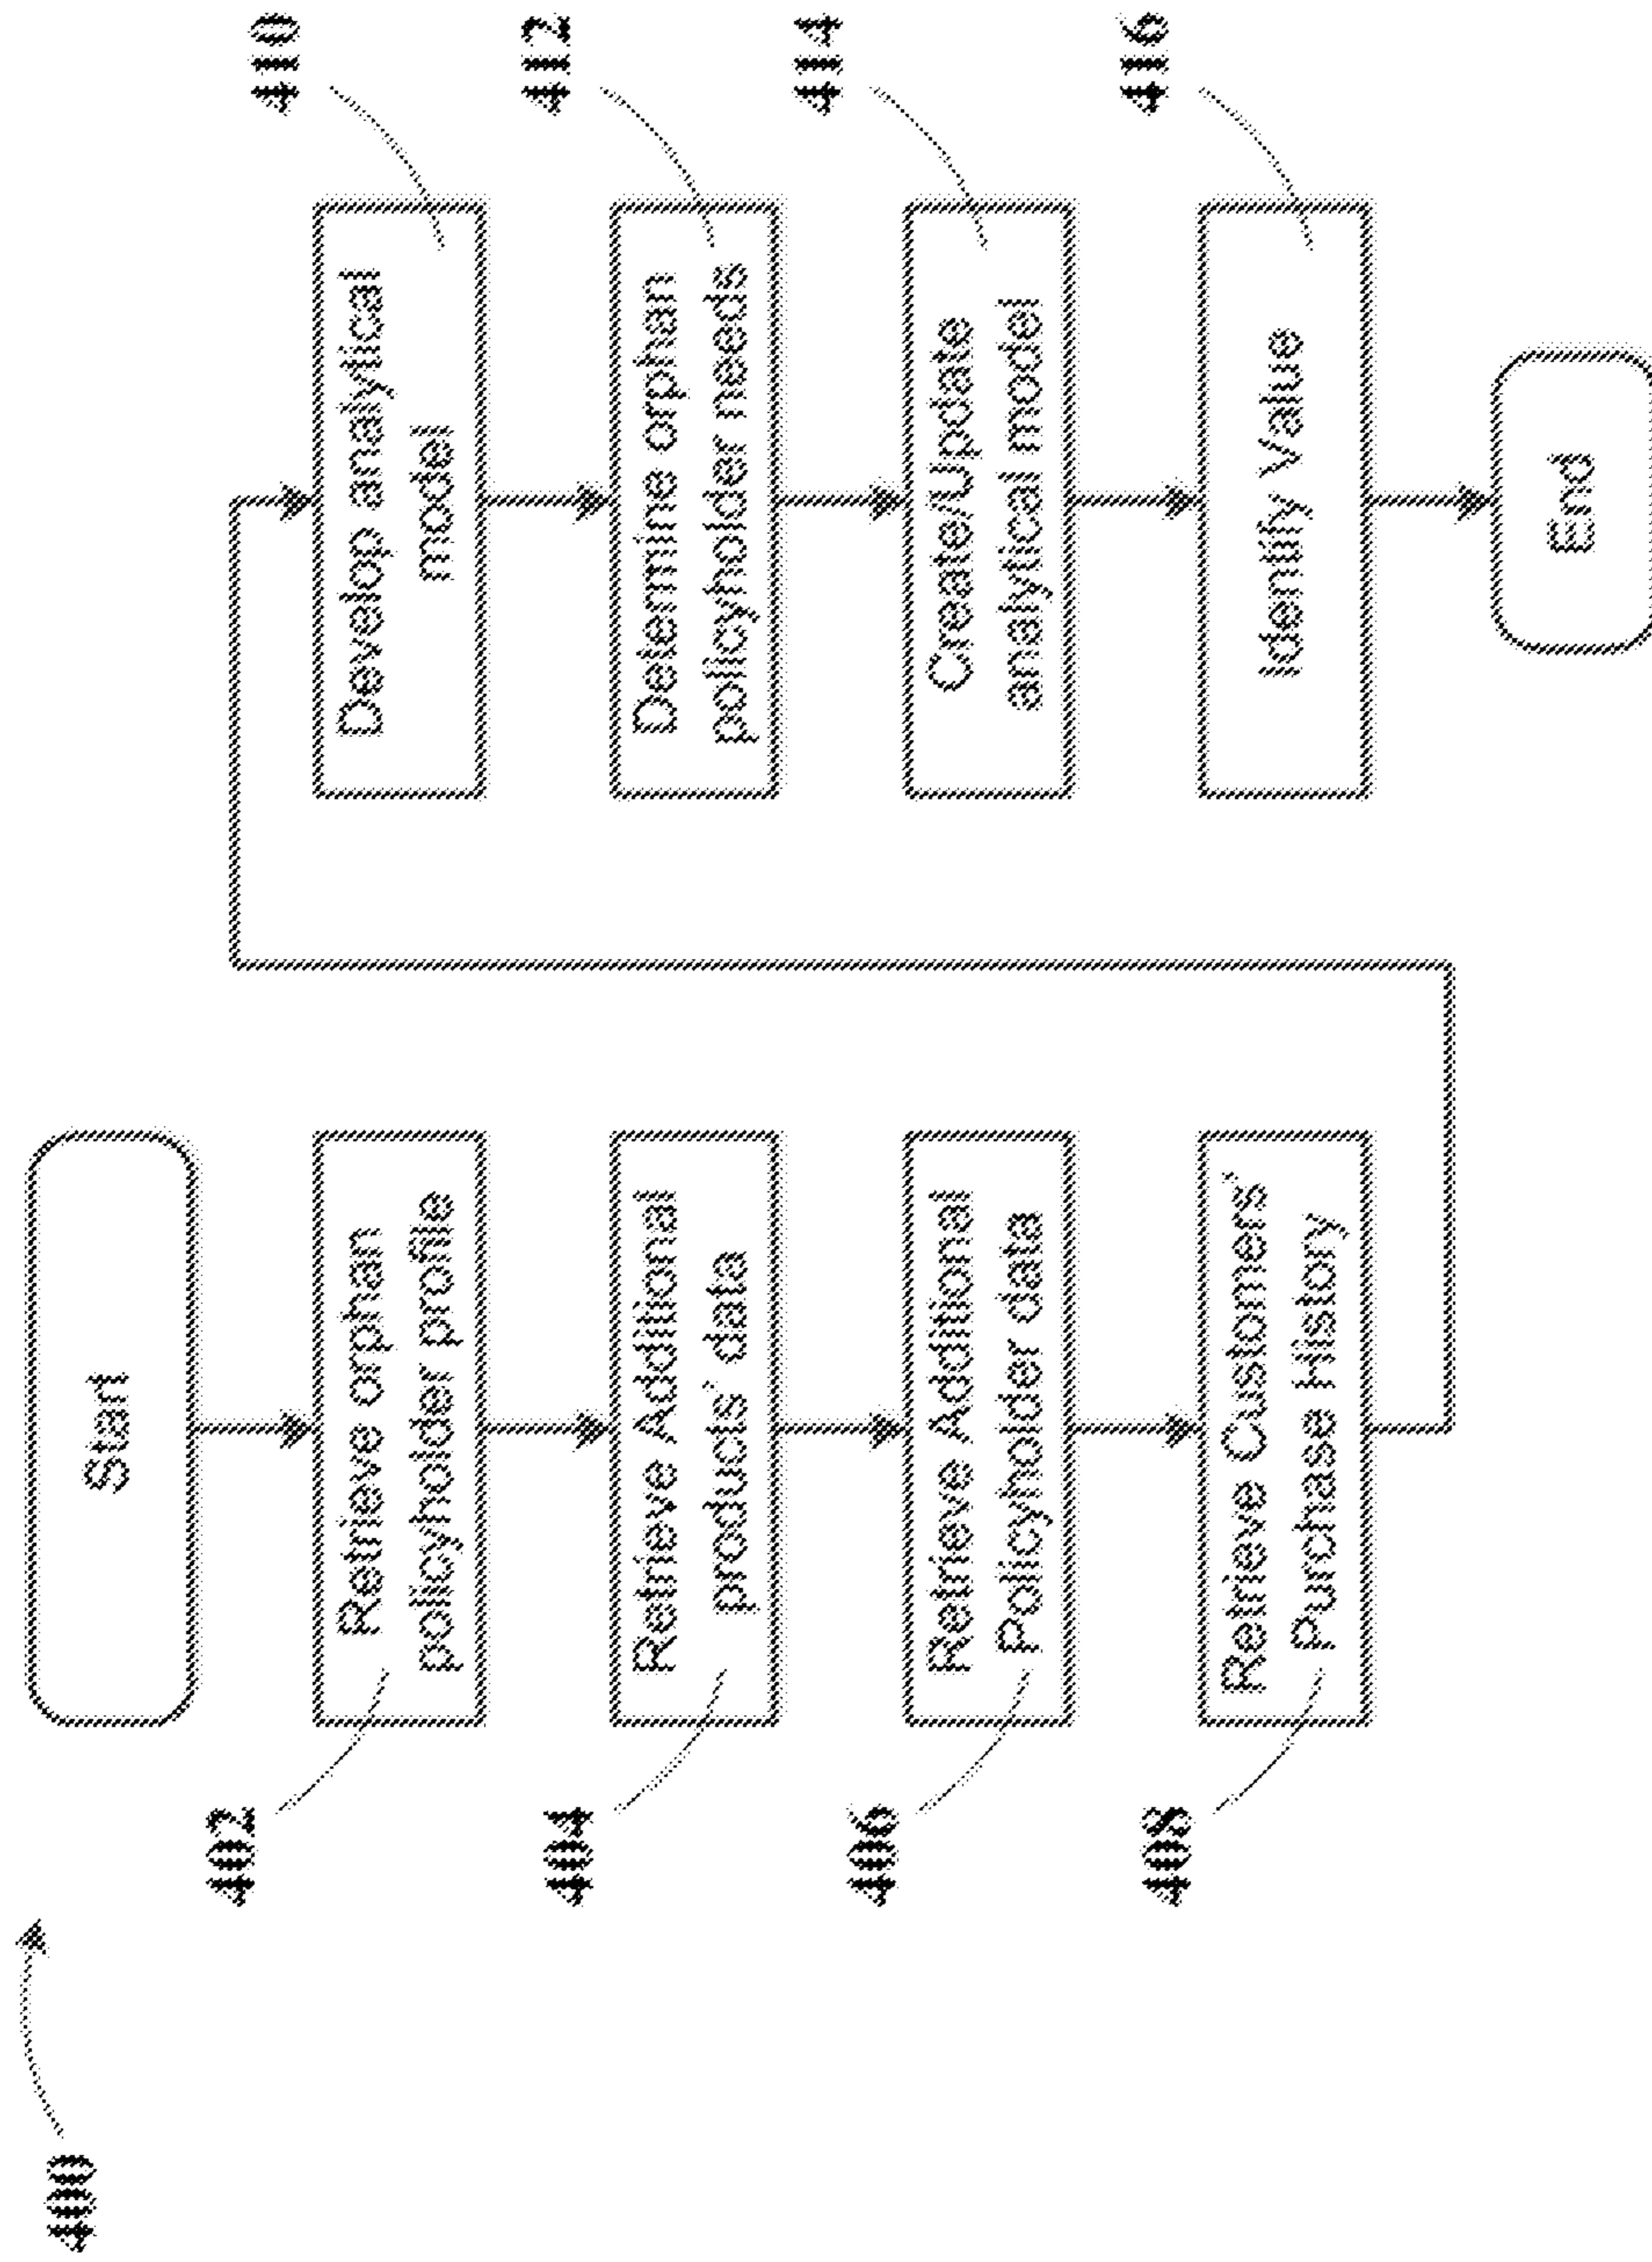 400
Start
402
Retrieve orphan
policyholder profile
404
Retrieve Additional
products' data
406
Retrieve Additional
Policyholder data
408
Retrieve Customers'
Purchase History
410
Develop analytical
model
412
Determine orphan
policyholder needs
414
Create/Update
analytical model
416
Identify Value
End